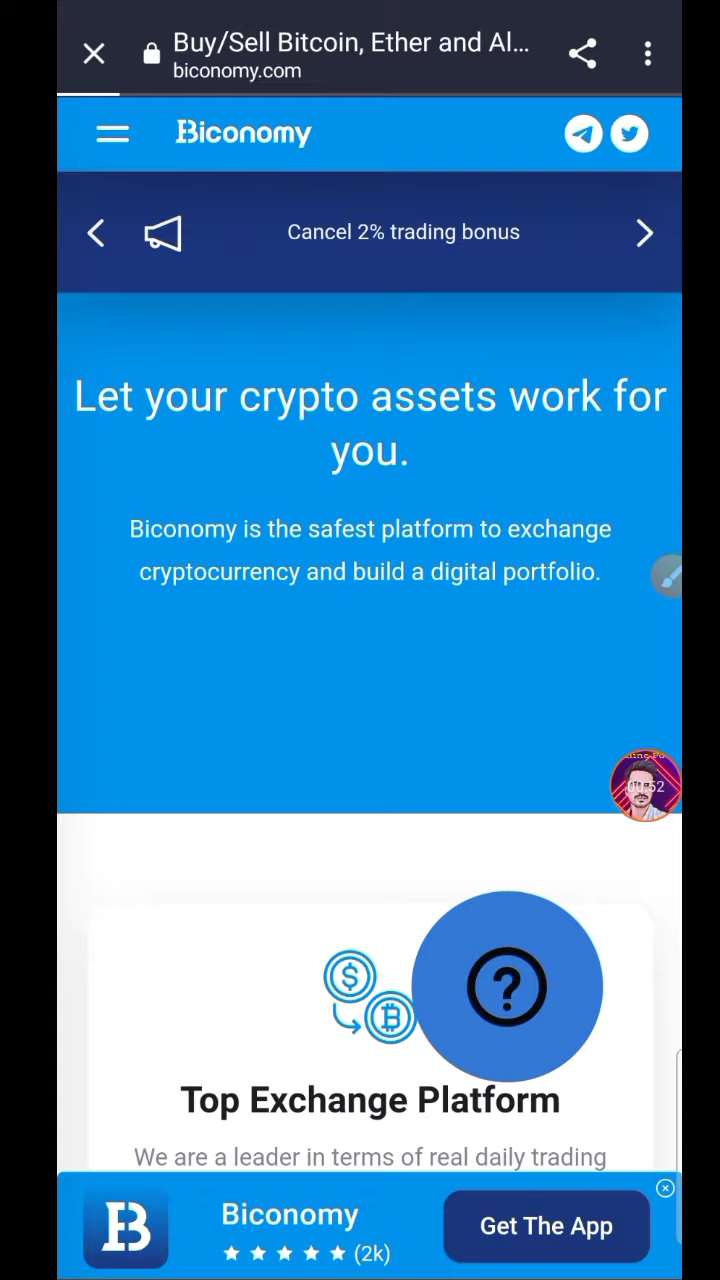 Buy/Sell Bitcoin, Ether and Al...
biconomy.com
Biconomy
Cancel 2% trading bonus
Let your crypto assets work for
you.
Biconomy is the safest platform to exchange
cryptocurrency and build a digital portfolio.
Top Exchange Platform
We are a leader in terms of real daily trading
Biconomy
(2k)
Get The App